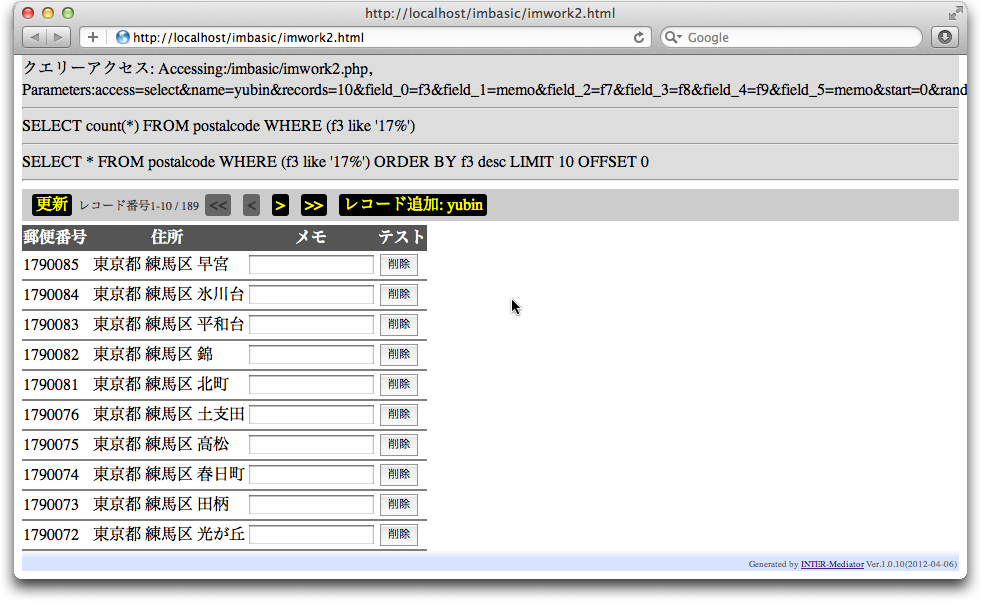 http://localhost/imbasic/imwork2.html
http://localhost/imbasic/imwork2.html
Google
クエリーアクセス: Accessing:/imbasic/imwork2.php,
Parameters:access=select&name=yubin&records=10&field_0=f3&field_1=memo&field_2=f7&field_3=f8&field_4=f9&field_5=memo&start=0&rand
SELECT count(*) FROM postalcode WHERE (f3 like '17%')
SELECT * FROM postalcode WHERE (f3 like '17%') ORDER BY f3 desc LIMIT 10 OFFSET 0
更新 レコード番号1-10 / 189 << < > >> レコード追加: yubin
郵便番号 住所 メモ テスト
1790085 東京都 練馬区 早宮 削除
1790084 東京都 練馬区 氷川台 削除
1790083 東京都 練馬区 平和台 削除
1790082 東京都 練馬区 錦 削除
1790081 東京都 練馬区 北町 削除
1790076 東京都 練馬区 土支田 削除
1790075 東京都 練馬区 高松 削除
1790074 東京都 練馬区 春日町 削除
1790073 東京都 練馬区 田柄 削除
1790072 東京都 練馬区 光が丘 削除
Generated by INTER-Mediator Ver.1.0.10(2012-04-06)